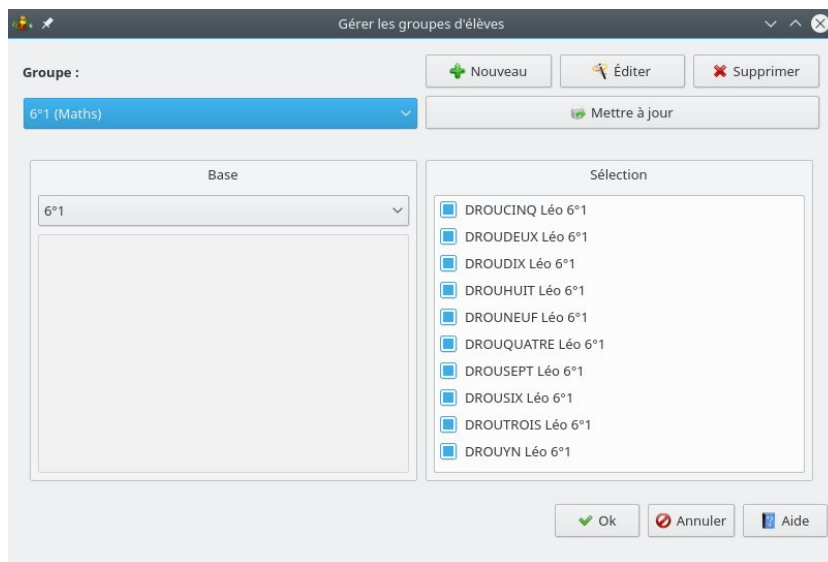 Gérer les groupes d'élèves
Groupe :
Nouveau
Éditer
Supprimer
6°1 (Maths)
Mettre à jour
Base
6°1
Sélection
DROUCINQ Léo 6°1
DROUDEUX Léo 6°1
DROUDIX Léo 6°1
DROUHUIT Léo 6°1
DROUNEUF Léo 6°1
DROUQUATRE Léo 6°1
DROUSEPT Léo 6°1
DROUSIX Léo 6°1
DROUTROIS Léo 6°1
DROUYN Léo 6°1
Ok
Annuler
Aide